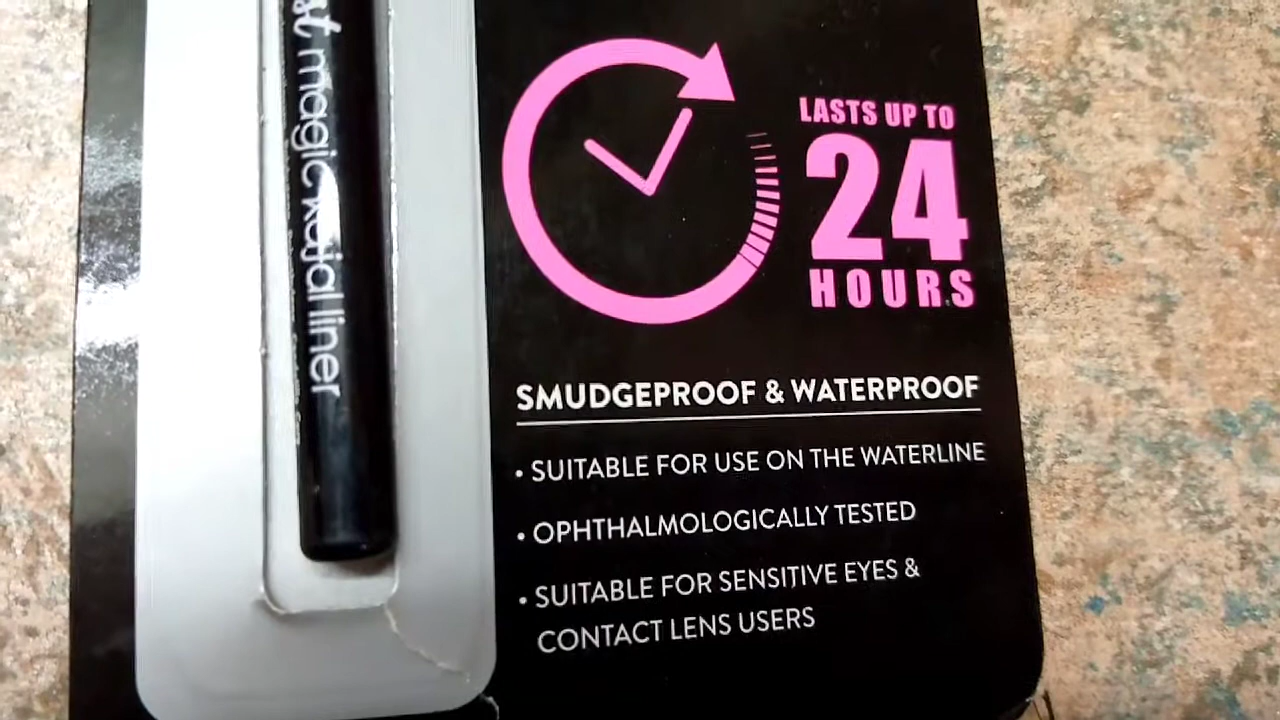 magic kajal liner
LASTS UP TO
24
HOURS
SMUDGEPROOF & WATERPROOF
• SUITABLE FOR USE ON THE WATERLINE
• OPHTHALMOLOGICALLY TESTED
• SUITABLE FOR SENSITIVE EYES &
CONTACT LENS USERS